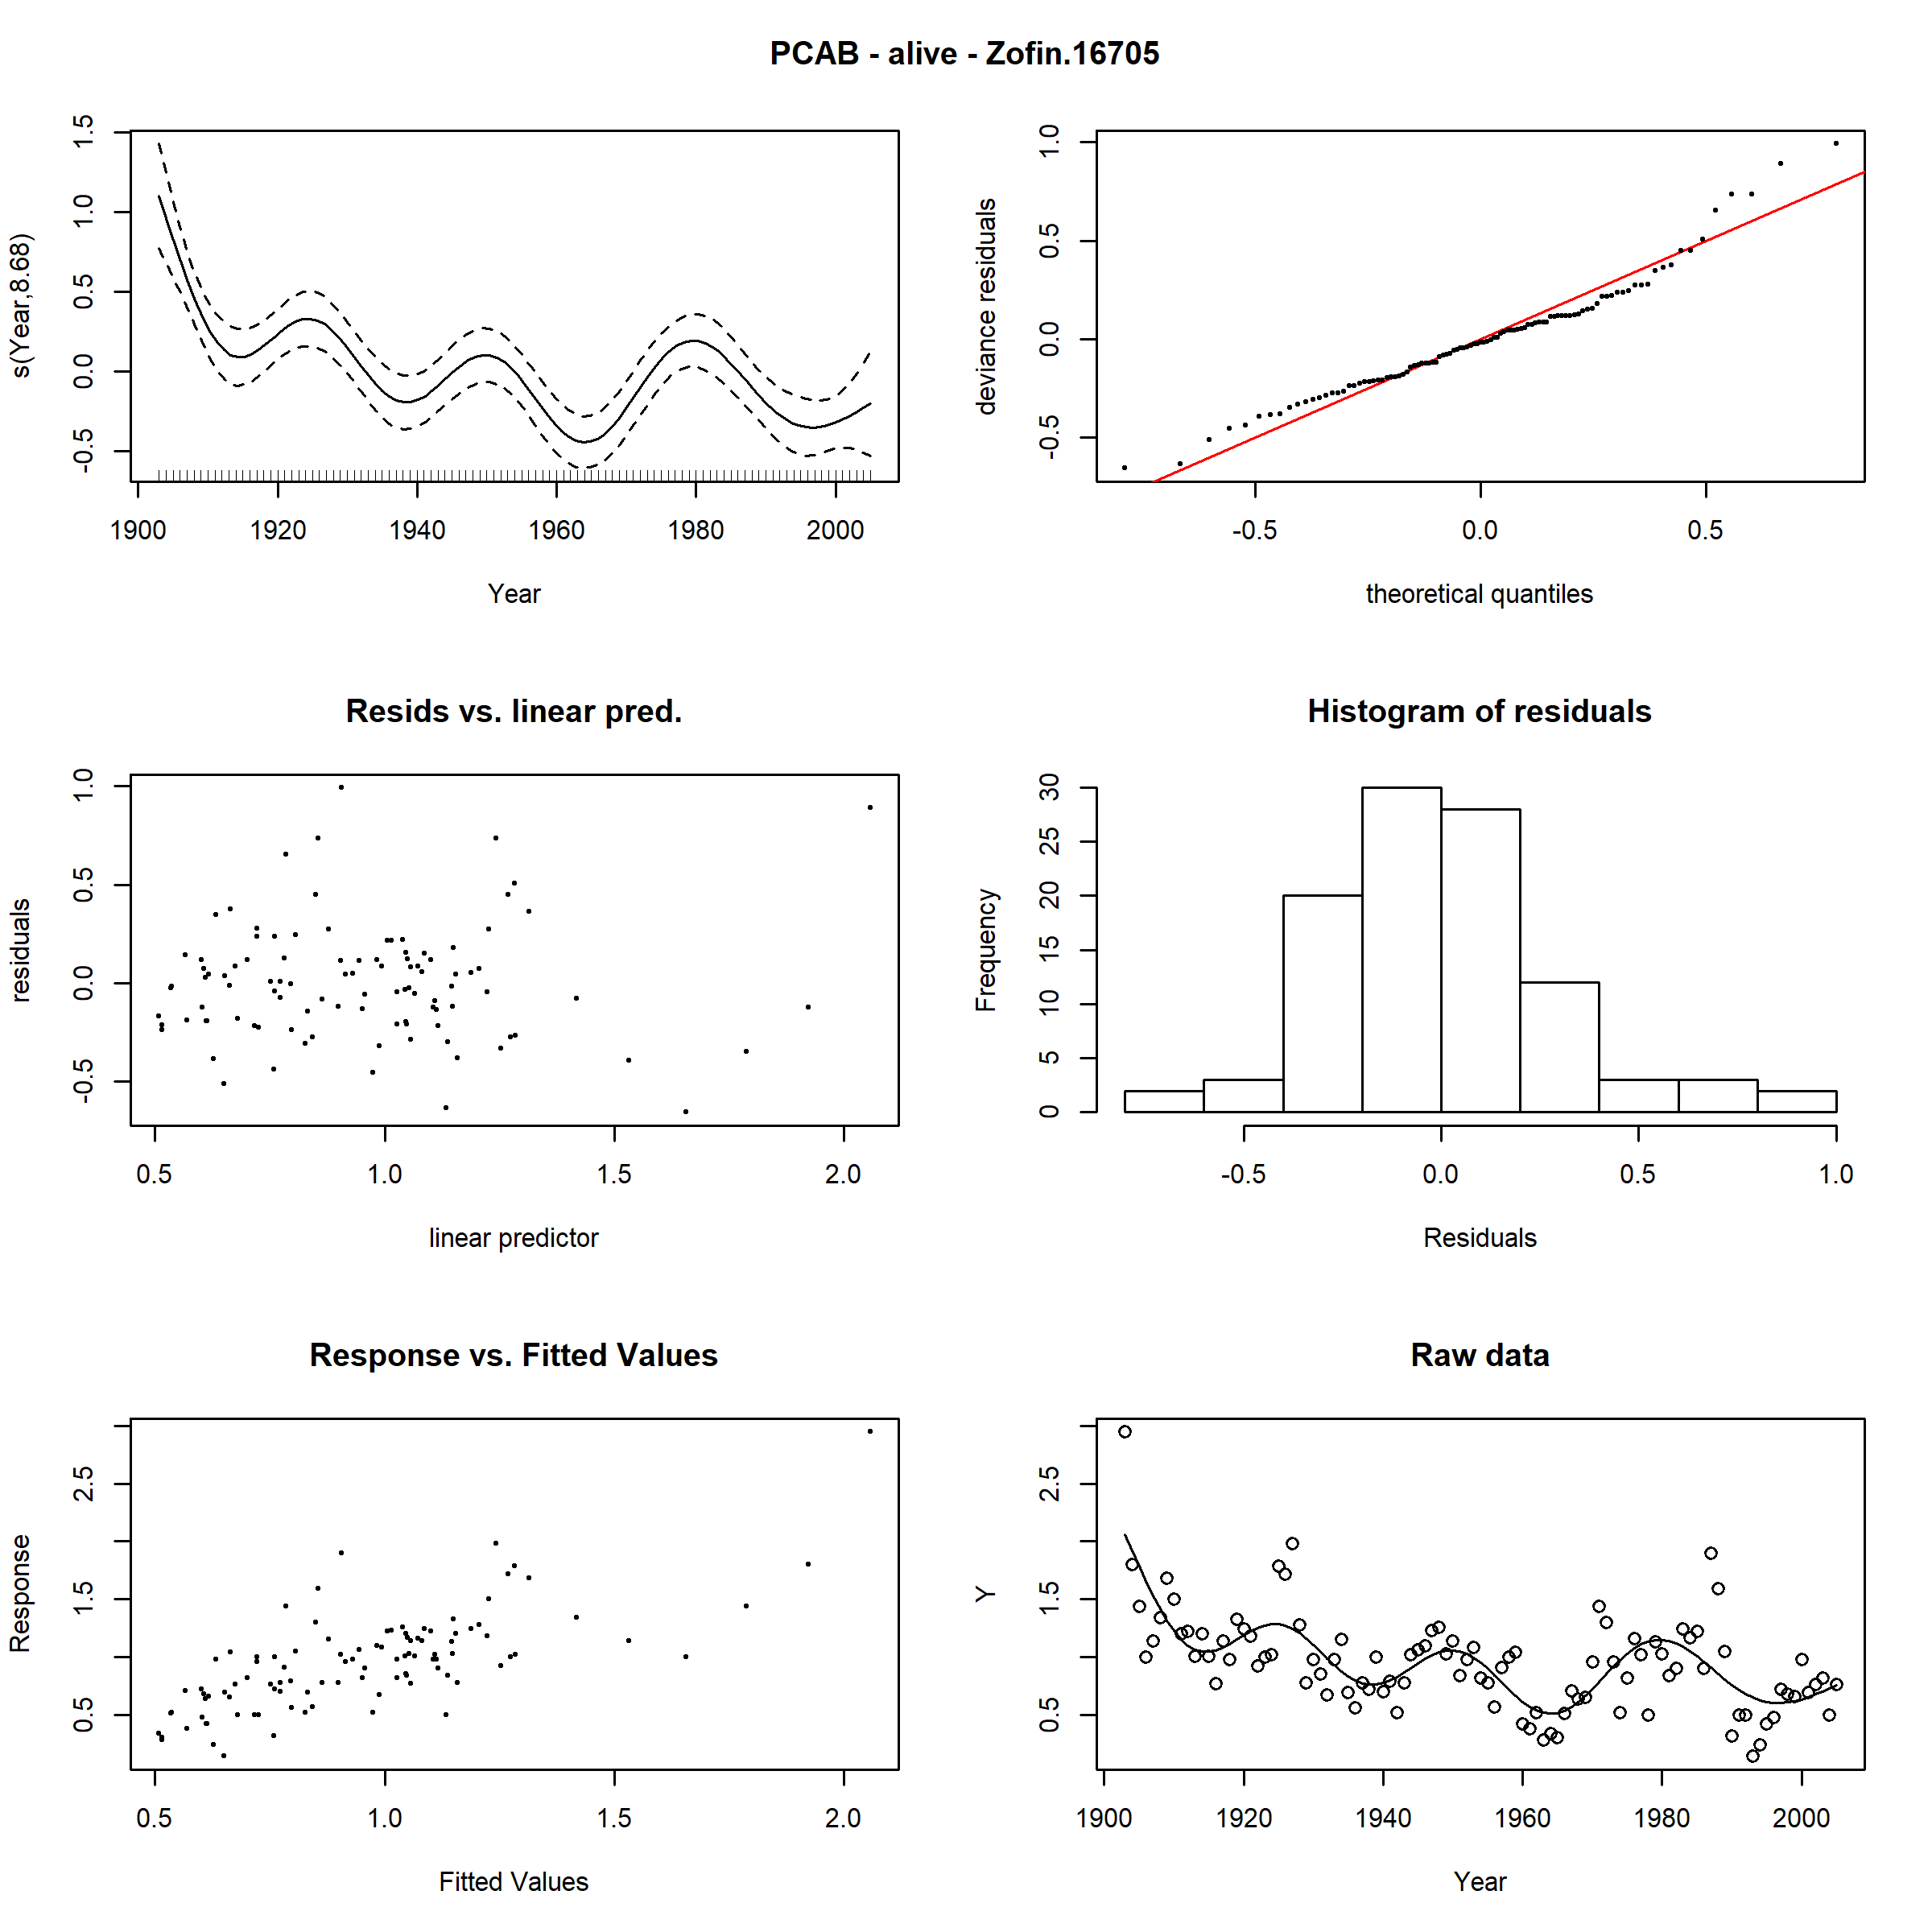 PCAB - alive - Zofin.16705
s(Year,8.68)
-0.5 0.0 0.5 1.0 1.5
1900 1920 1940 1960 1980 2000
Year
deviance residuals
-0.5 0.0 0.5 1.0
-0.5 0.0 0.5
theoretical quantiles
Resids vs. linear pred.
residuals
-0.5 0.0 0.5 1.0
0.5 1.0 1.5 2.0
linear predictor
Histogram of residuals
Frequency
0 5 10 15 20 25 30
-0.5 0.0 0.5 1.0
Residuals
Response vs. Fitted Values
Response
0.5 1.5 2.5
0.5 1.0 1.5 2.0
Fitted Values
Raw data
Y
0.5 1.5 2.5
1900 1920 1940 1960 1980 2000
Year